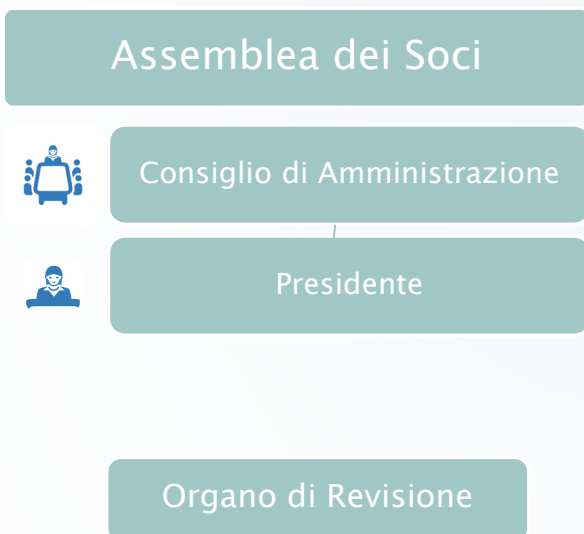 Assemblea dei Soci
Consiglio di Amministrazione
Presidente
Organo di Revisione